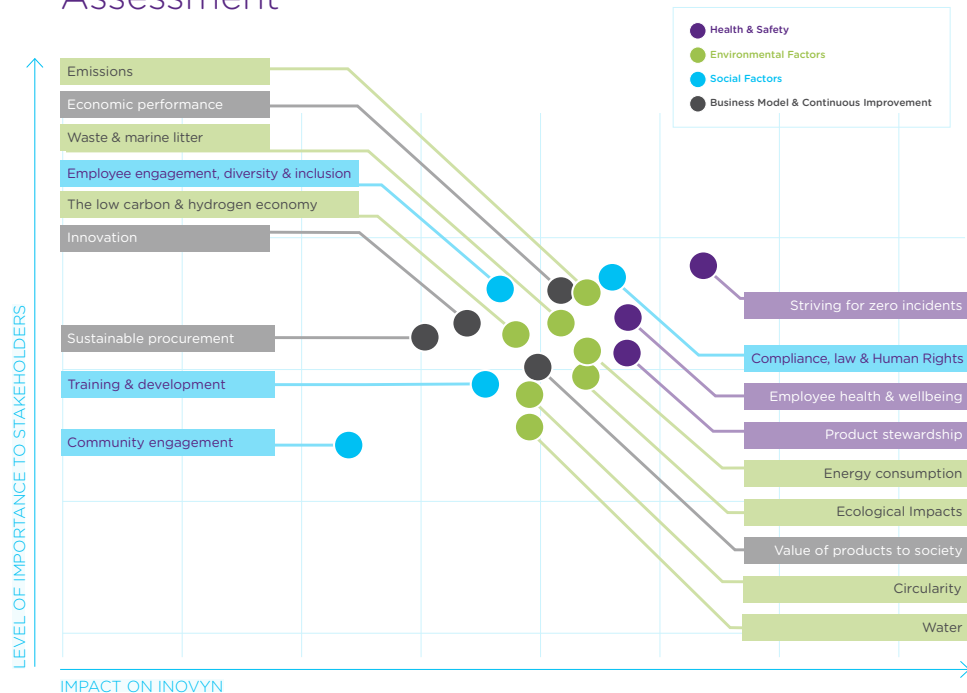 Assessment
Health & Safety
Environmental Factors
Social Factors
Business Model & Continuous Improvement
Emissions
Economic performance
Waste & marine litter
Employee engagement, diversity & inclusion
The low carbon & hydrogen economy
Innovation
Sustainable procurement
Training & development
Community engagement
Striving for zero incidents
Compliance, law & Human Rights
Employee health & wellbeing
Product stewardship
Energy consumption
Ecological Impacts
Value of products to society
Circularity
Water
LEVEL OF IMPORTANCE TO STAKEHOLDERS
IMPACT ON INOVYN